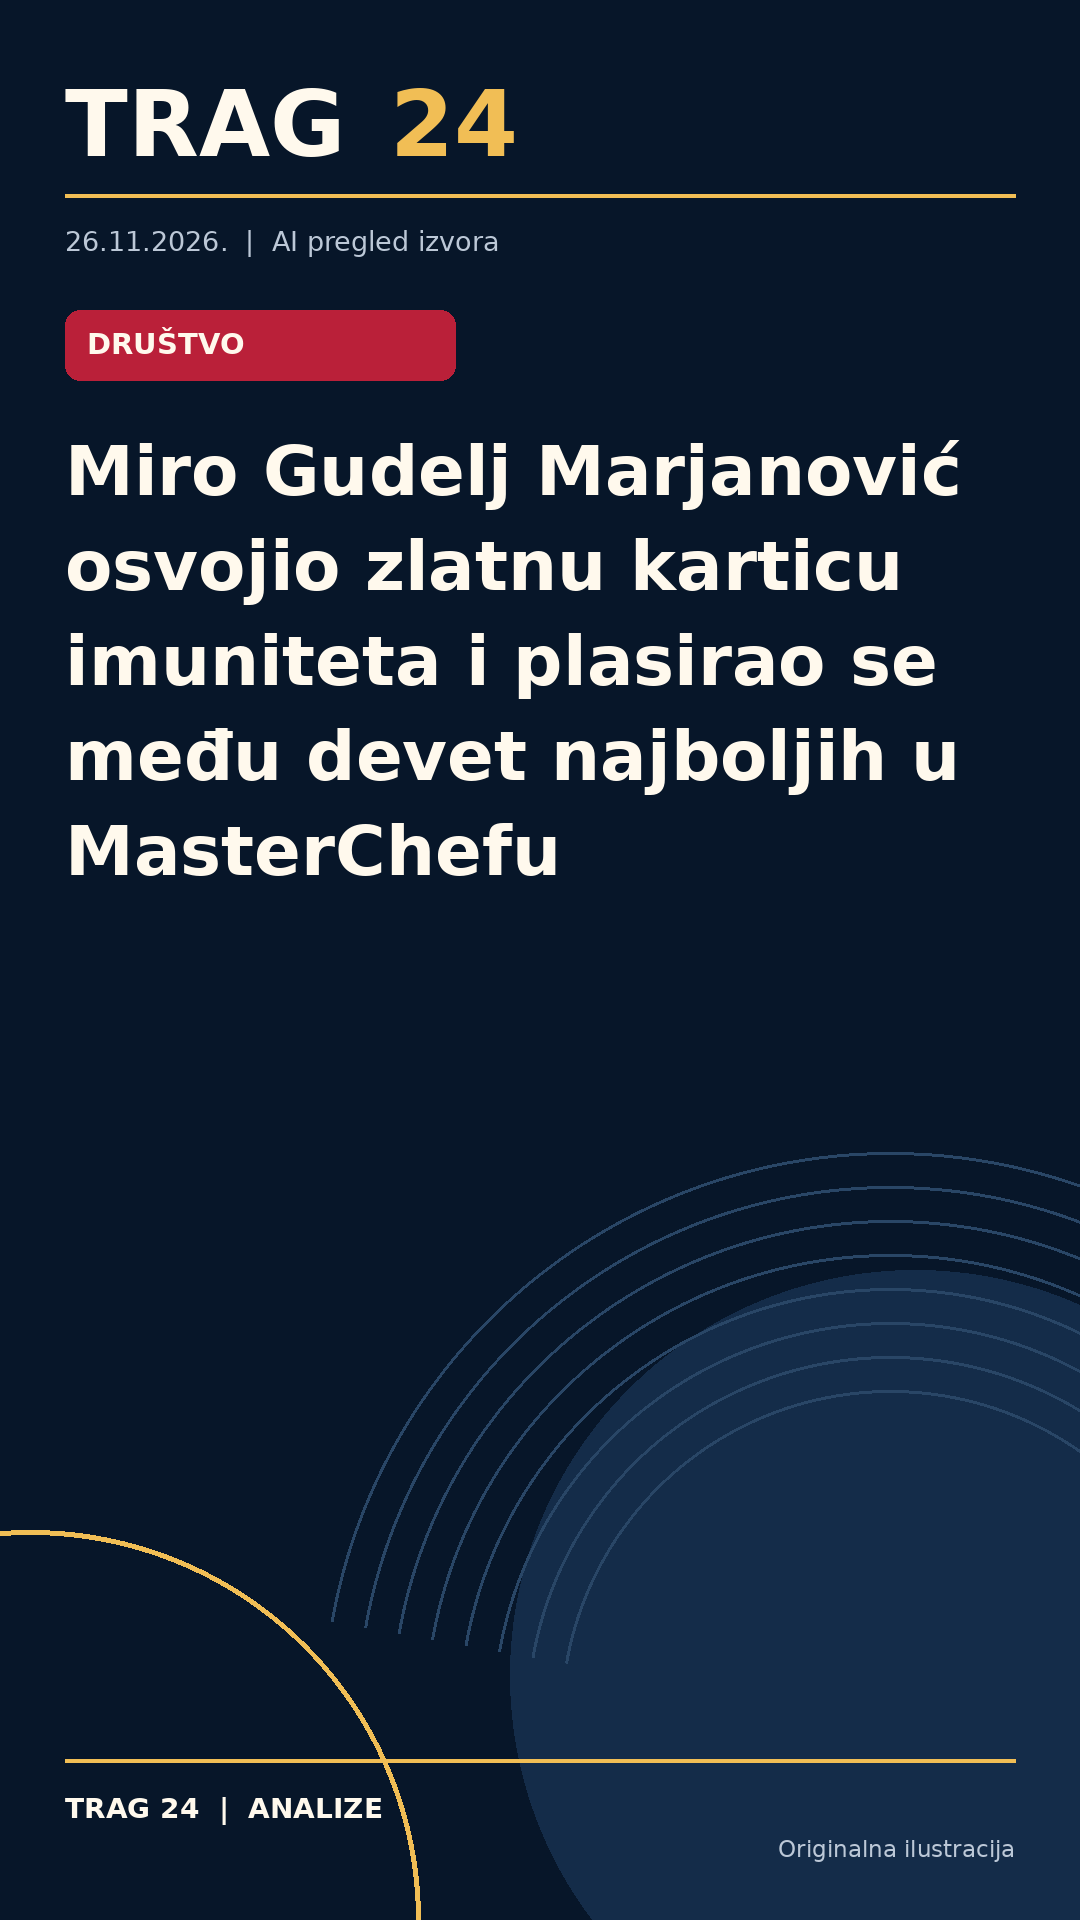 TRAG 24
26.11.2026. | AI pregled izvora
DRUŠTVO
Miro Gudelj Marjanović
osvojio zlatnu karticu
imuniteta i plasirao se
među devet najboljih u
MasterChefu
TRAG 24 | ANALIZE
Originalna ilustracija